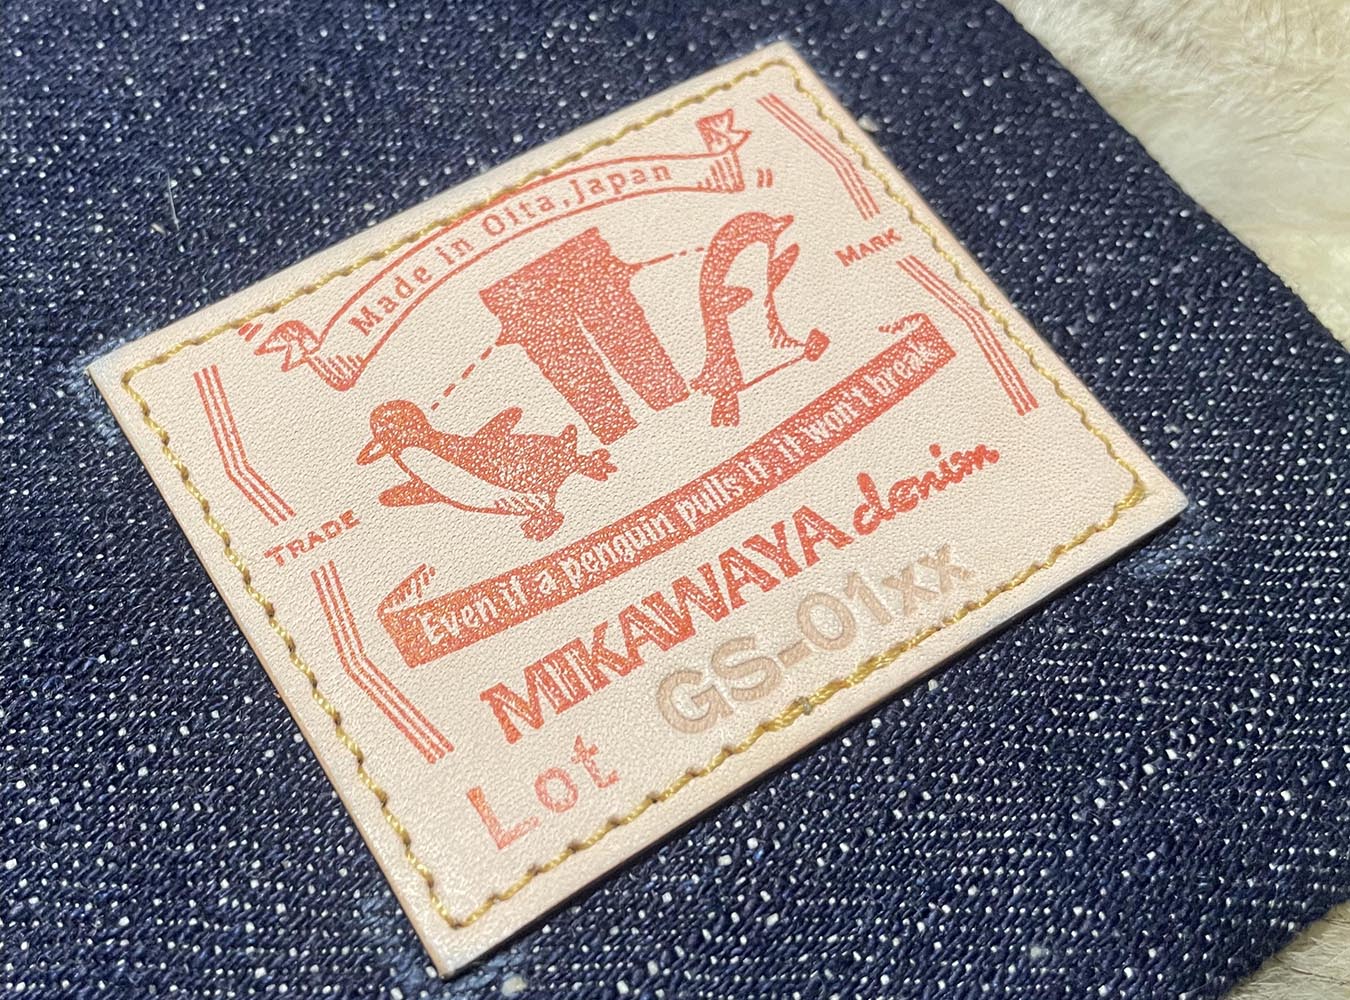 Made in Oita,Japan
TRADE MARK
Even if a penguin pulls it, it won't break
MIKAWAYA denim
Lot GS-01xx